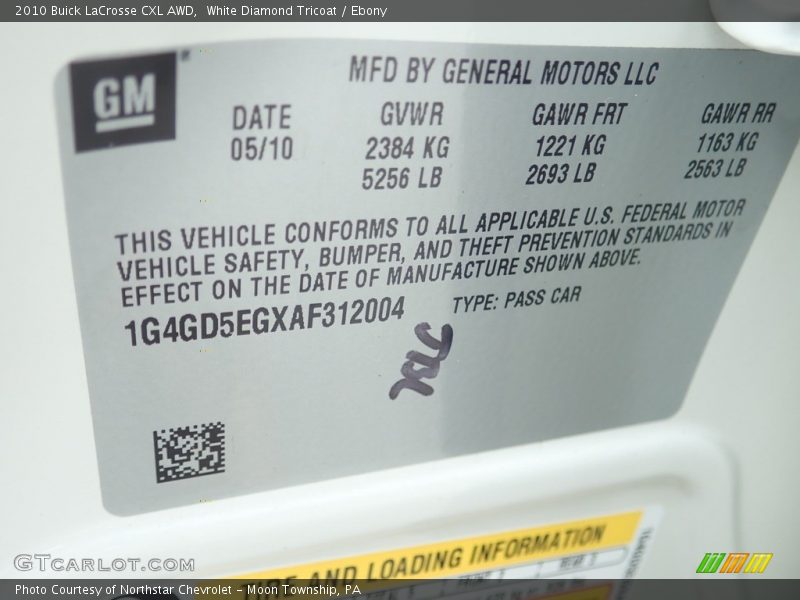 2010 Buick LaCrosse CXL AWD, White Diamond Tricoat / Ebony
GM
MFD BY GENERAL MOTORS LLC
DATE GVWR GAWR FRT GAWR RR
05/10 2384 KG 1221 KG 1163 KG
5256 LB 2693 LB 2563 LB
THIS VEHICLE CONFORMS TO ALL APPLICABLE U.S. FEDERAL MOTOR
VEHICLE SAFETY, BUMPER, AND THEFT PREVENTION STANDARDS IN
EFFECT ON THE DATE OF MANUFACTURE SHOWN ABOVE.
1G4GD5EGXAF312004 TYPE: PASS CAR
TIRE AND LOADING INFORMATION
GTCARLOT.COM
Photo Courtesy of Northstar Chevrolet - Moon Township, PA